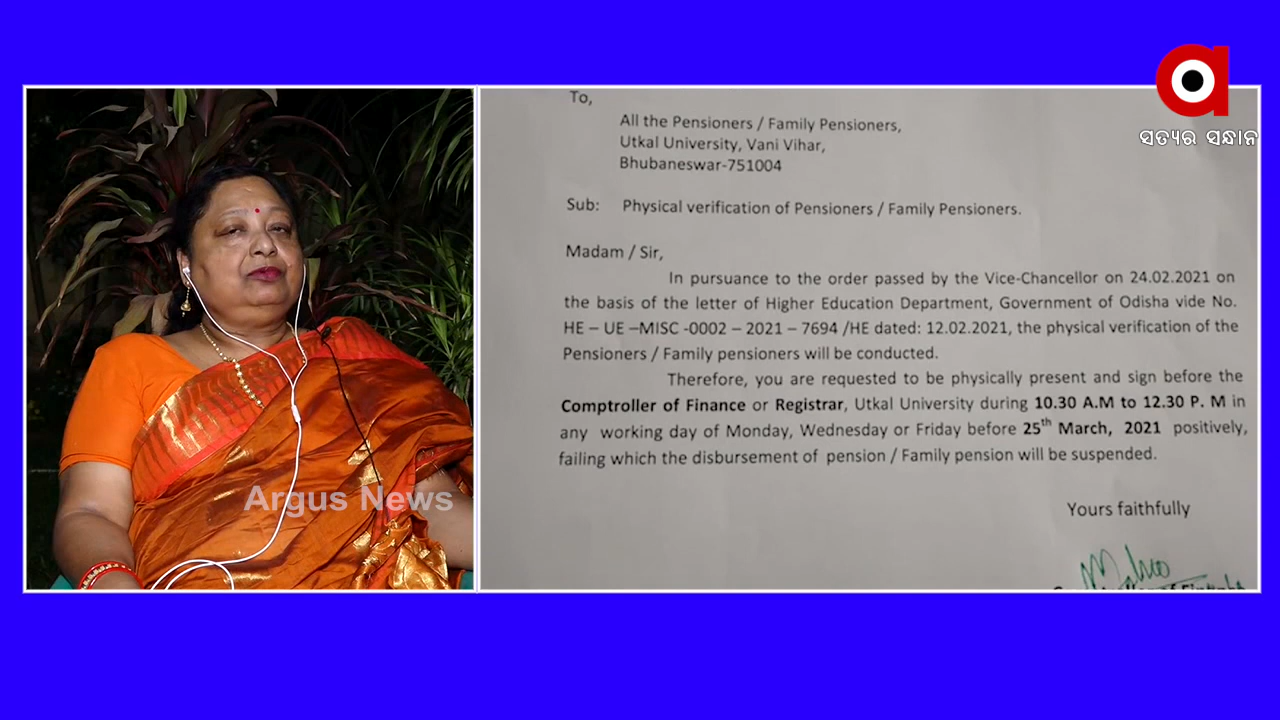 ସତ୍ୟର ସନ୍ଧାନ
To,
All the Pensioners / Family Pensioners,
Utkal University, Vani Vihar,
Bhubaneswar-751004
Sub: Physical verification of Pensioners / Family Pensioners.
Madam / Sir,
In pursuance to the order passed by the Vice-Chancellor on 24.02.2021 on
the basis of the letter of Higher Education Department, Government of Odisha vide No.
HE – UE –MISC -0002 – 2021 – 7694 /HE dated: 12.02.2021, the physical verification of the
Pensioners / Family pensioners will be conducted.
Therefore, you are requested to be physically present and sign before the
Comptroller of Finance or Registrar, Utkal University during 10.30 A.M to 12.30 P. M in
any working day of Monday, Wednesday or Friday before 25th March, 2021 positively,
failing which the disbursement of pension / Family pension will be suspended.
Yours faithfully
Argus News